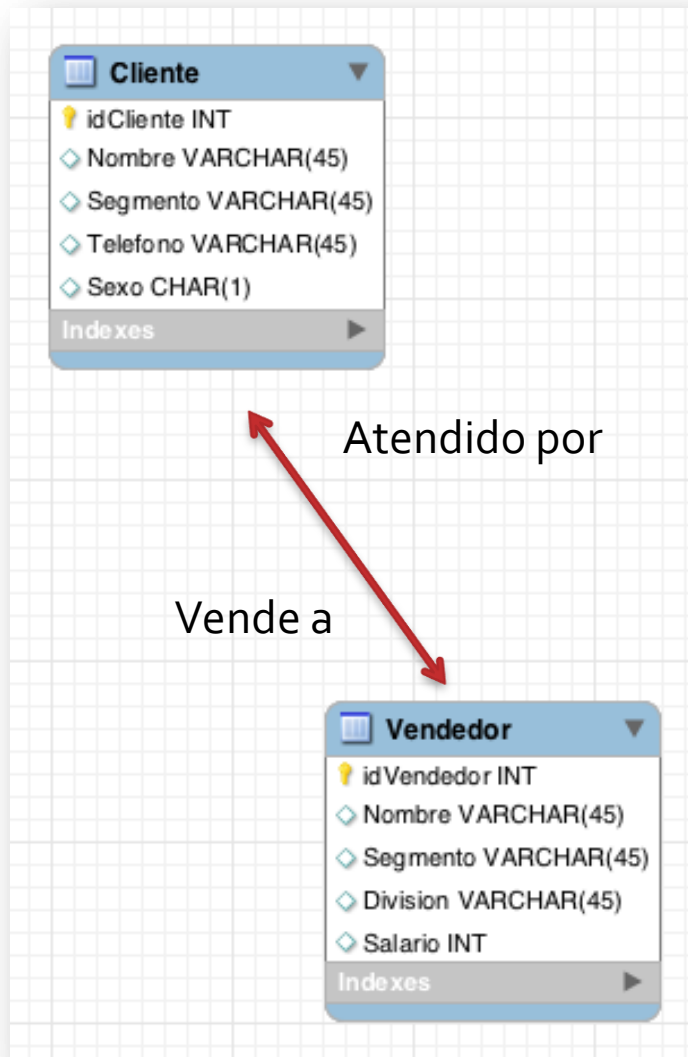 Cliente
idCliente INT
Nombre VARCHAR(45)
Segmento VARCHAR(45)
Telefono VARCHAR(45)
Sexo CHAR(1)
Indexes
Atendido por
Vende a
Vendedor
idVendedor INT
Nombre VARCHAR(45)
Segmento VARCHAR(45)
Division VARCHAR(45)
Salario INT
Indexes